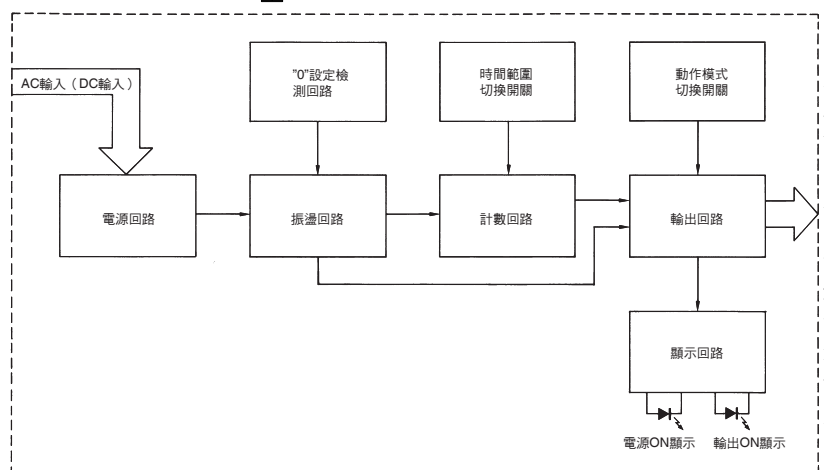 "0"設定檢
測回路
時間範圍
切換開關
動作模式
切換開關
AC輸入（DC輸入）
電源回路
振盪回路
計數回路
輸出回路
顯示回路
電源ON顯示
輸出ON顯示